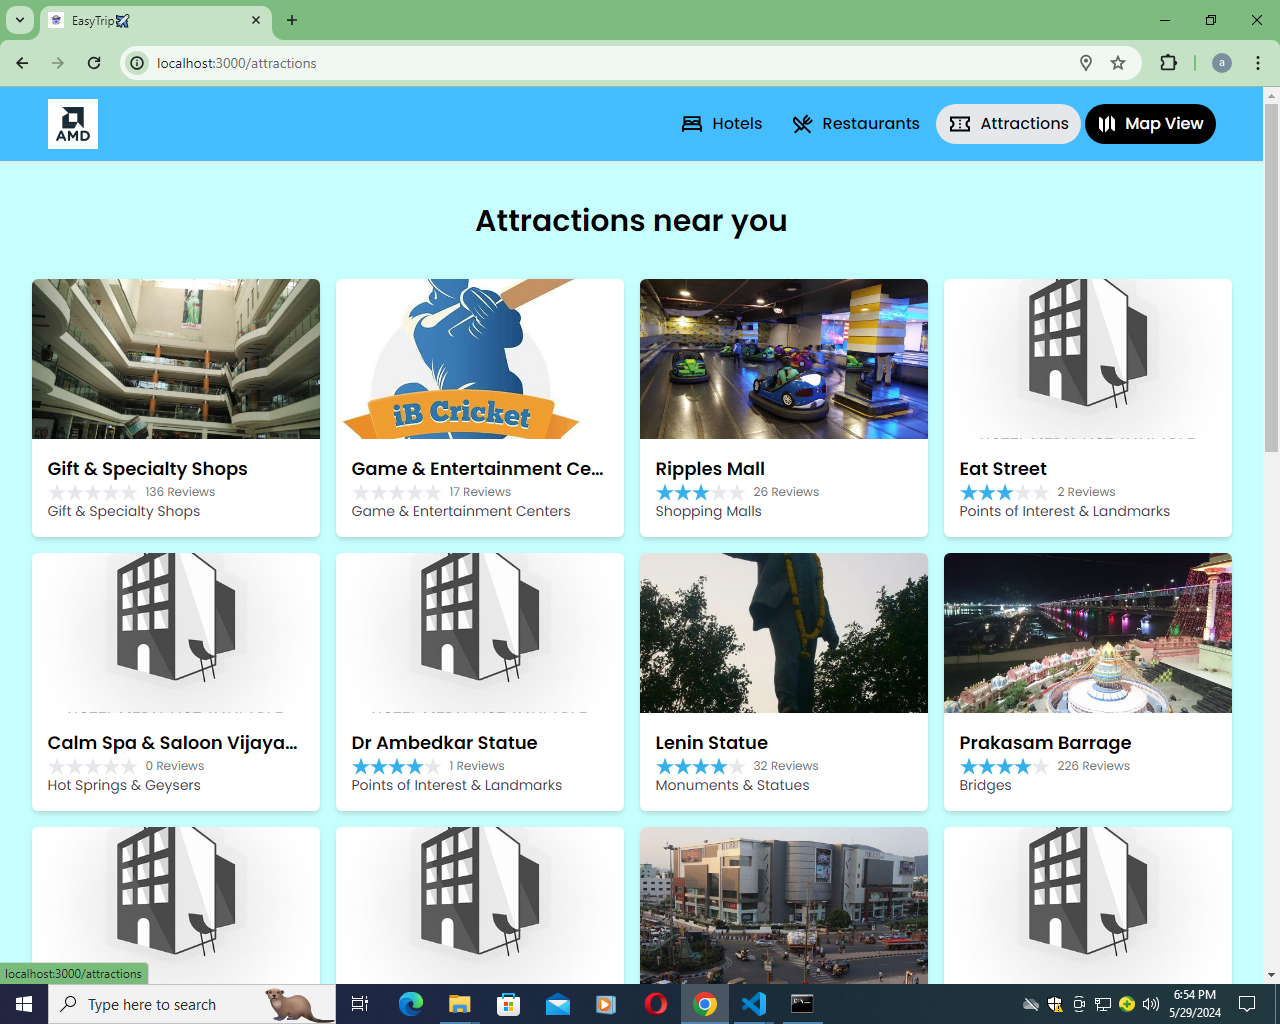 EasyTrip
localhost:3000/attractions
a
AMD
Hotels
Restaurants
Attractions
Map View
Attractions near you
iB Cricket
Gift & Specialty Shops
136 Reviews
Gift & Specialty Shops
Game & Entertainment Ce...
17 Reviews
Game & Entertainment Centers
Ripples Mall
26 Reviews
Shopping Malls
Eat Street
2 Reviews
Points of Interest & Landmarks
Calm Spa & Saloon Vijaya...
0 Reviews
Hot Springs & Geysers
Dr Ambedkar Statue
1 Reviews
Points of Interest & Landmarks
Lenin Statue
32 Reviews
Monuments & Statues
Prakasam Barrage
226 Reviews
Bridges
localhost:3000/attractions
Type here to search
6:54 PM
5/29/2024